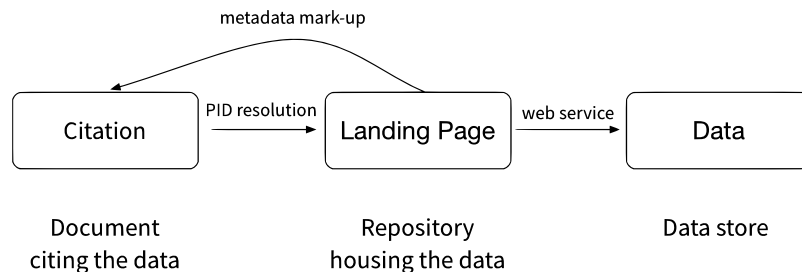 metadata mark-up
Citation
PID resolution
Landing Page
web service
Data
Document
citing the data
Repository
housing the data
Data store